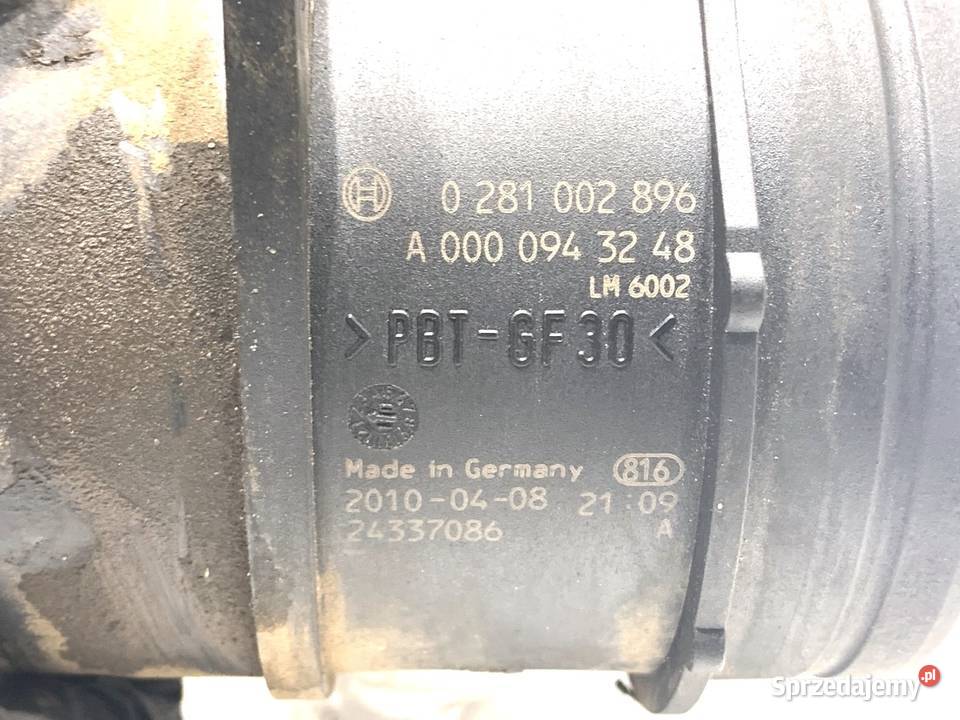 0 281 002 896
A 000 094 32 48
LM 6002
>PBT-GF30<
Made in Germany 816
2010-04-08 21:09
24337086 A
Sprzedajemy.pl